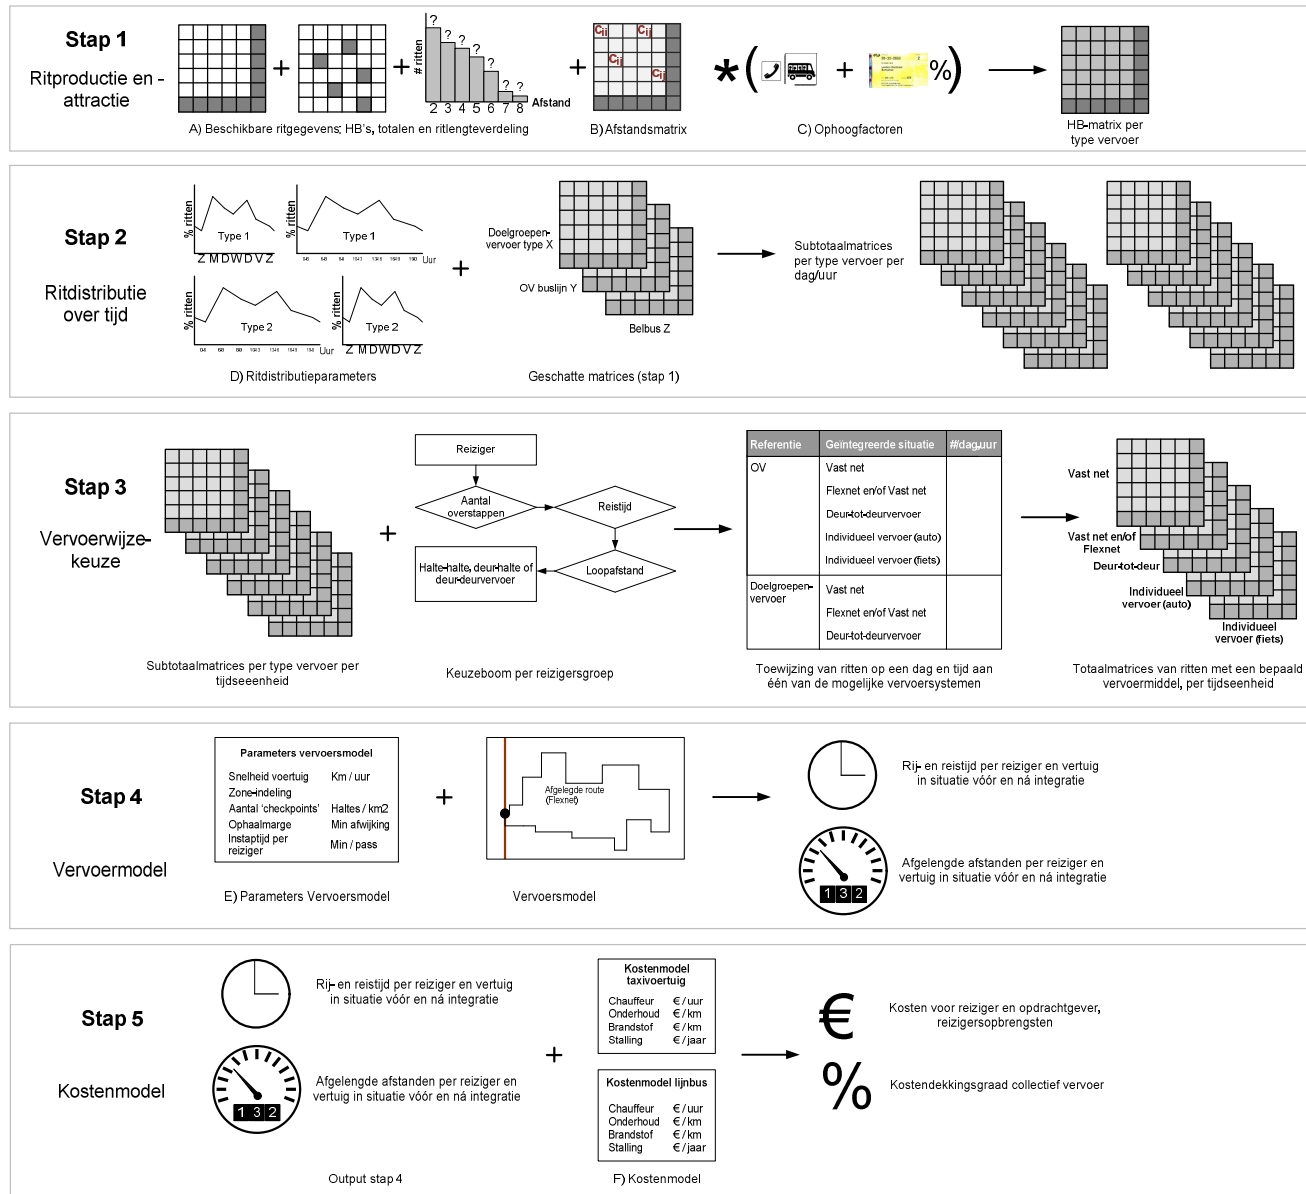 Stap 1
Ritproductie en -
attractie
# ritten
? ? ? ? ? ? ?
2 3 4 5 6 7 8
Afstand
A) Beschikbare ritgegevens; HB's, totalen en ritlengteverdeling
+
+
+
Cij Cij
Cij
Cij
B) Afstandsmatrix
* ( + % )
C) Ophoogfactoren
HB-matrix per
type vervoer
Stap 2
Ritdistributie
over tijd
% ritten
Type 1
Z M D W D V Z
% ritten
Type 1
Uur
% ritten
Type 2
Uur
% ritten
Type 2
Z M D W D V Z
D) Ritdistributieparameters
+
Doelgroepen-
vervoer type X
OV buslijn Y
Belbus Z
Geschatte matrices (stap 1)
Subtotaalmatrices
per type vervoer per
dag/uur
Stap 3
Vervoerwijze-
keuze
Subtotaalmatrices per type vervoer per
tijdseeenheid
+
Reiziger
Aantal
overstappen
Reistijd
Loopafstand
Halte-halte, deur-halte of
deur-deurvervoer
Keuzeboom per reizigersgroep
Referentie Geïntegreerde situatie #/dag,uur
OV Vast net
Flexnet en/of Vast net
Deur-tot-deurvervoer
Individueel vervoer (auto)
Individueel vervoer (fiets)
Doelgroepen-
vervoer
Vast net
Flexnet en/of Vast net
Deur-tot-deurvervoer
Toewijzing van ritten op een dag en tijd aan
één van de mogelijke vervoersystemen
Vast net
Vast net en/of
Flexnet
Deur-tot-deur
Individueel
vervoer (auto)
Individueel
vervoer (fiets)
Totaalmatrices van ritten met een bepaald
vervoermiddel, per tijdseenheid
Stap 4
Vervoermodel
Parameters vervoersmodel
Snelheid voertuig Km / uur
Zone-indeling
Aantal 'checkpoints' Haltes / km2
Ophaalmarge Min afwijking
Instaptijd per
reiziger Min / pass
E) Parameters Vervoersmodel
+
Afgelegde route
(Flexnet)
Vervoersmodel
Rij- en reistijd per reiziger en vertuig
in situatie vóór en ná integratie
1 3 2
Afgelengde afstanden per reiziger en
vertuig in situatie vóór en ná integratie
Stap 5
Kostenmodel
Rij- en reistijd per reiziger en vertuig
in situatie vóór en ná integratie
1 3 2
Afgelengde afstanden per reiziger en
vertuig in situatie vóór en ná integratie
Output stap 4
+
Kostenmodel
taxivoertuig
Chauffeur € / uur
Onderhoud € / km
Brandstof € / km
Stalling € / jaar
Kostenmodel lijnbus
Chauffeur € / uur
Onderhoud € / km
Brandstof € / km
Stalling € / jaar
F) Kostenmodel
€
Kosten voor reiziger en opdrachtgever,
reizigersopbrengsten
%
Kostendekkingsgraad collectief vervoer